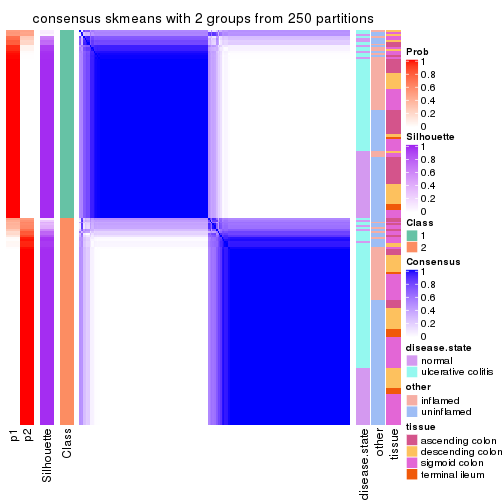 consensus skmeans with 2 groups from 250 partitions
Prob
1
0.8
0.6
0.4
0.2
0
Silhouette
1
0.8
0.6
0.4
0.2
0
Class
1
2
Consensus
1
0.8
0.6
0.4
0.2
0
disease.state
normal
ulcerative colitis
other
inflamed
uninflamed
tissue
ascending colon
descending colon
sigmoid colon
terminal ileum
p1
p2
Silhouette
Class
disease.state
other
tissue